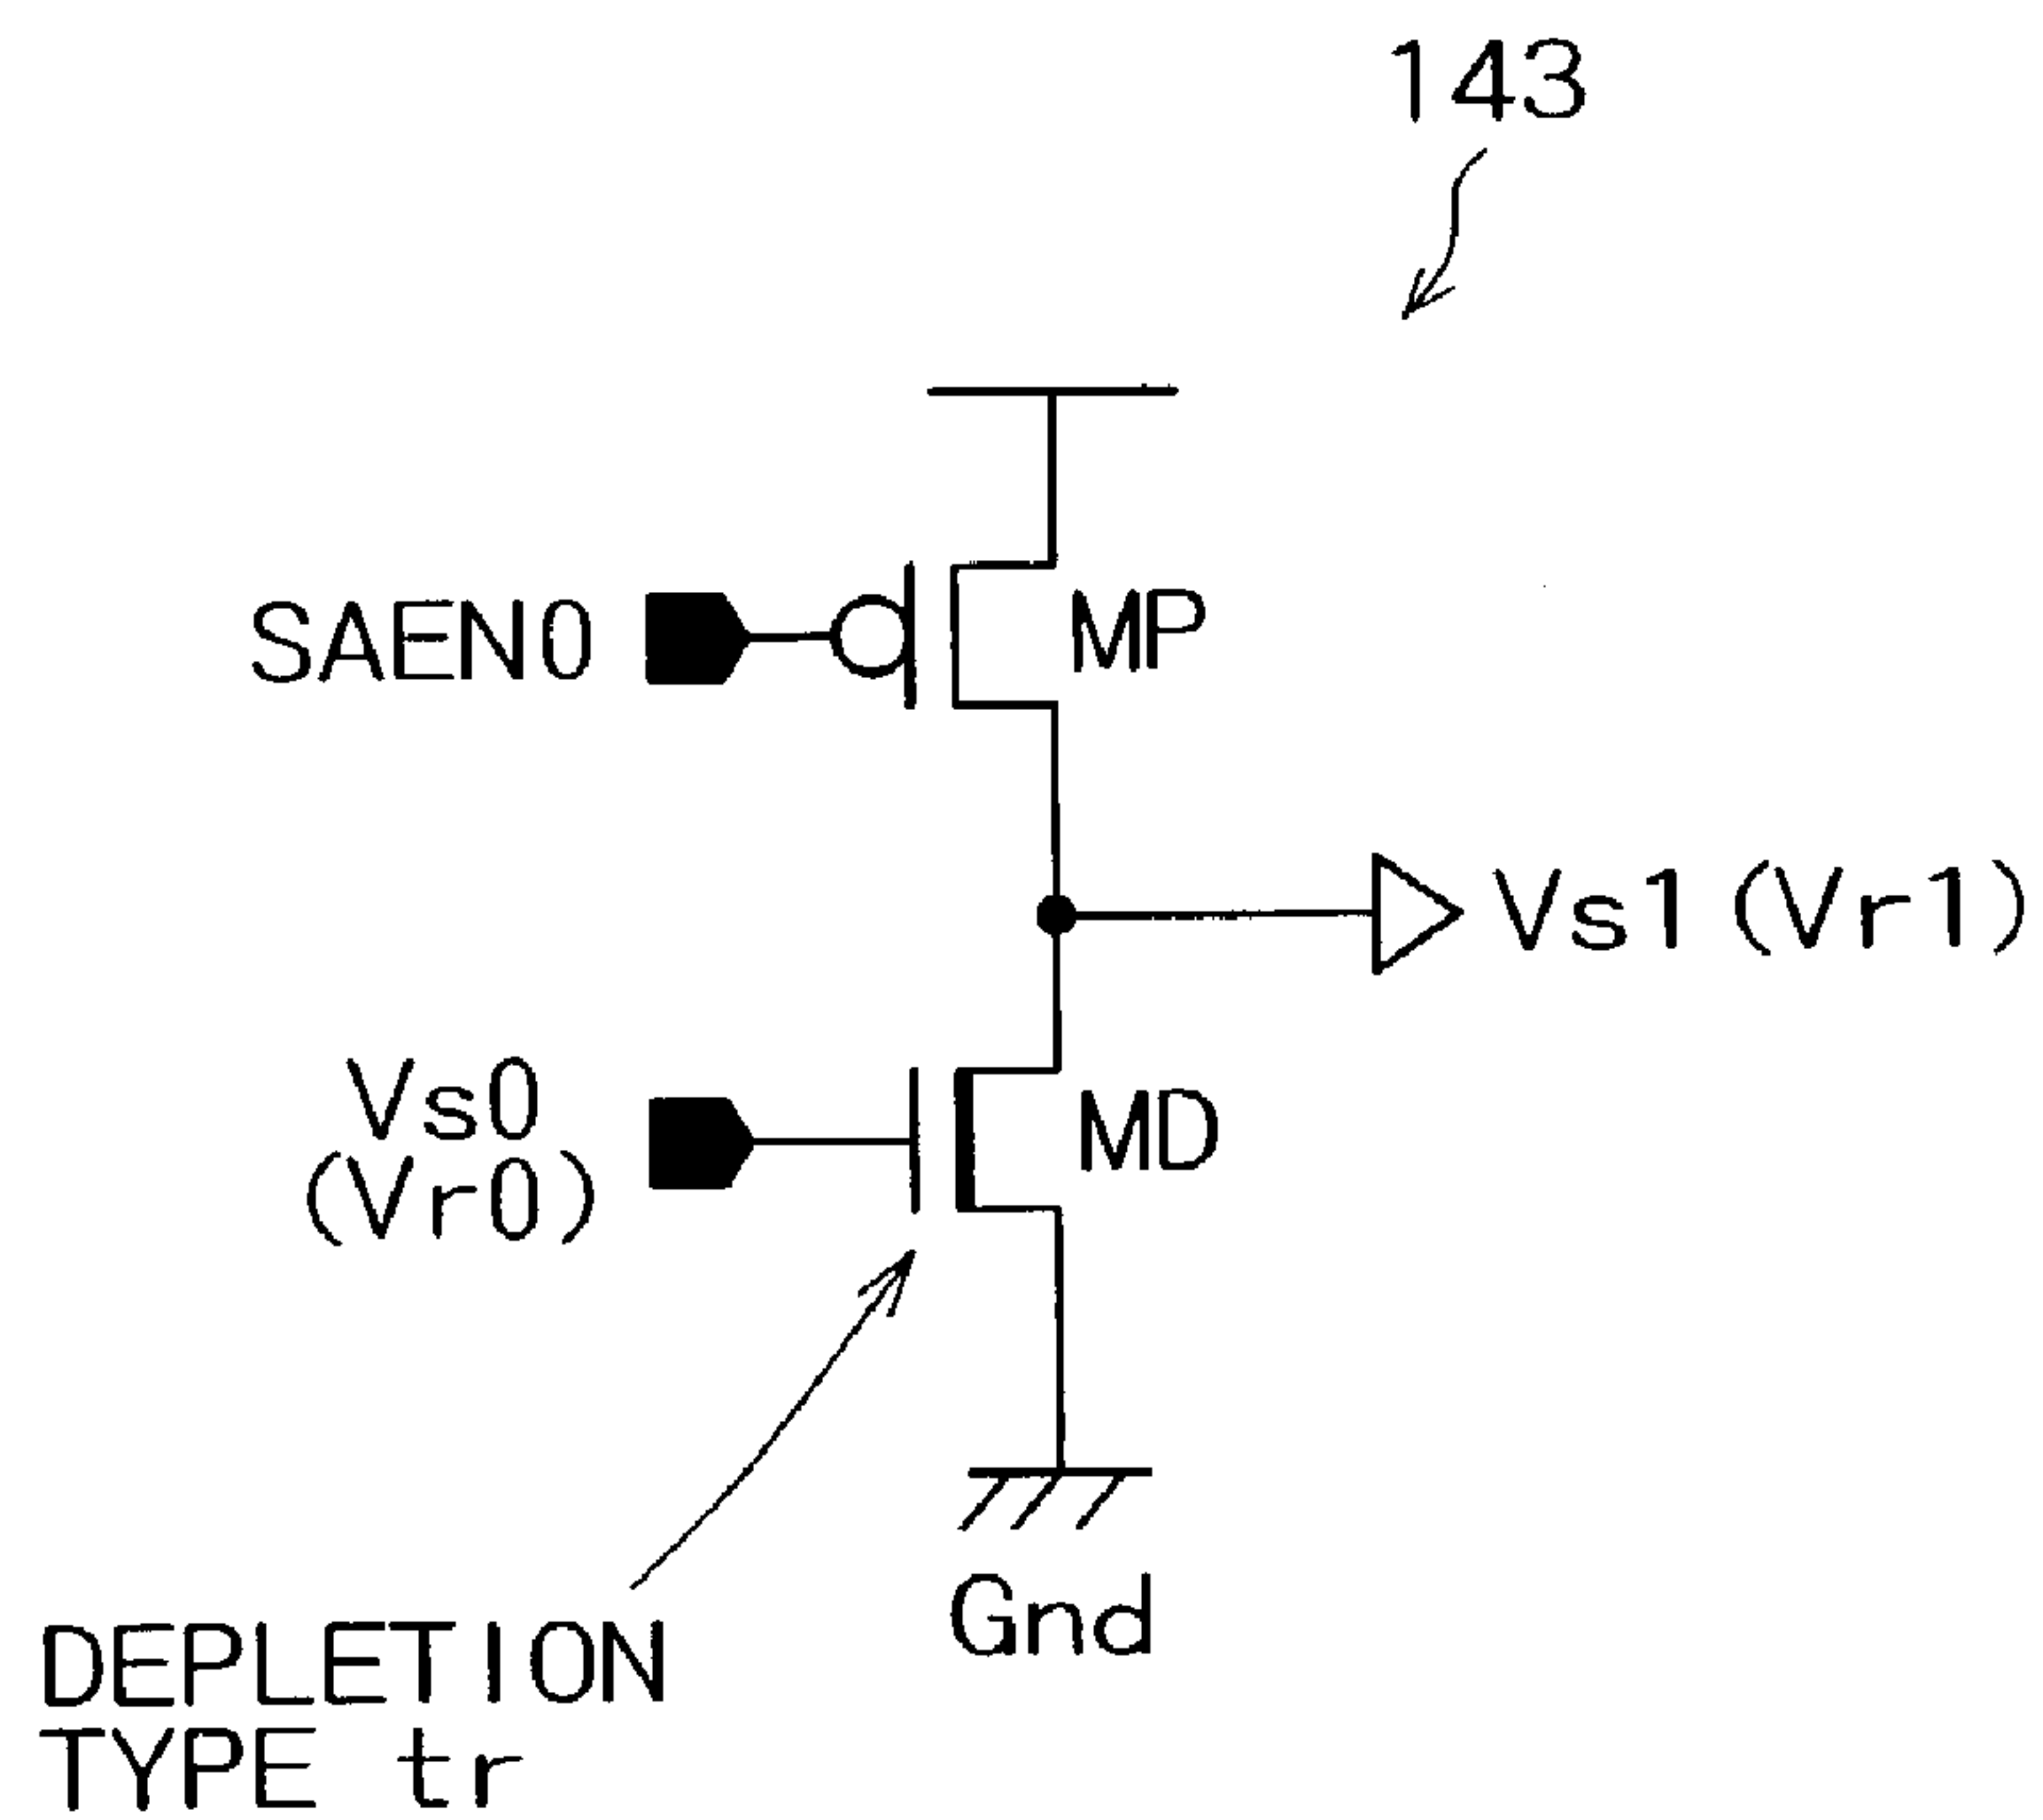 143
SAEN0
MP
Vs1 (Vr1)
Vs0
(Vr0)
MD
Gnd
DEPLETION
TYPE tr